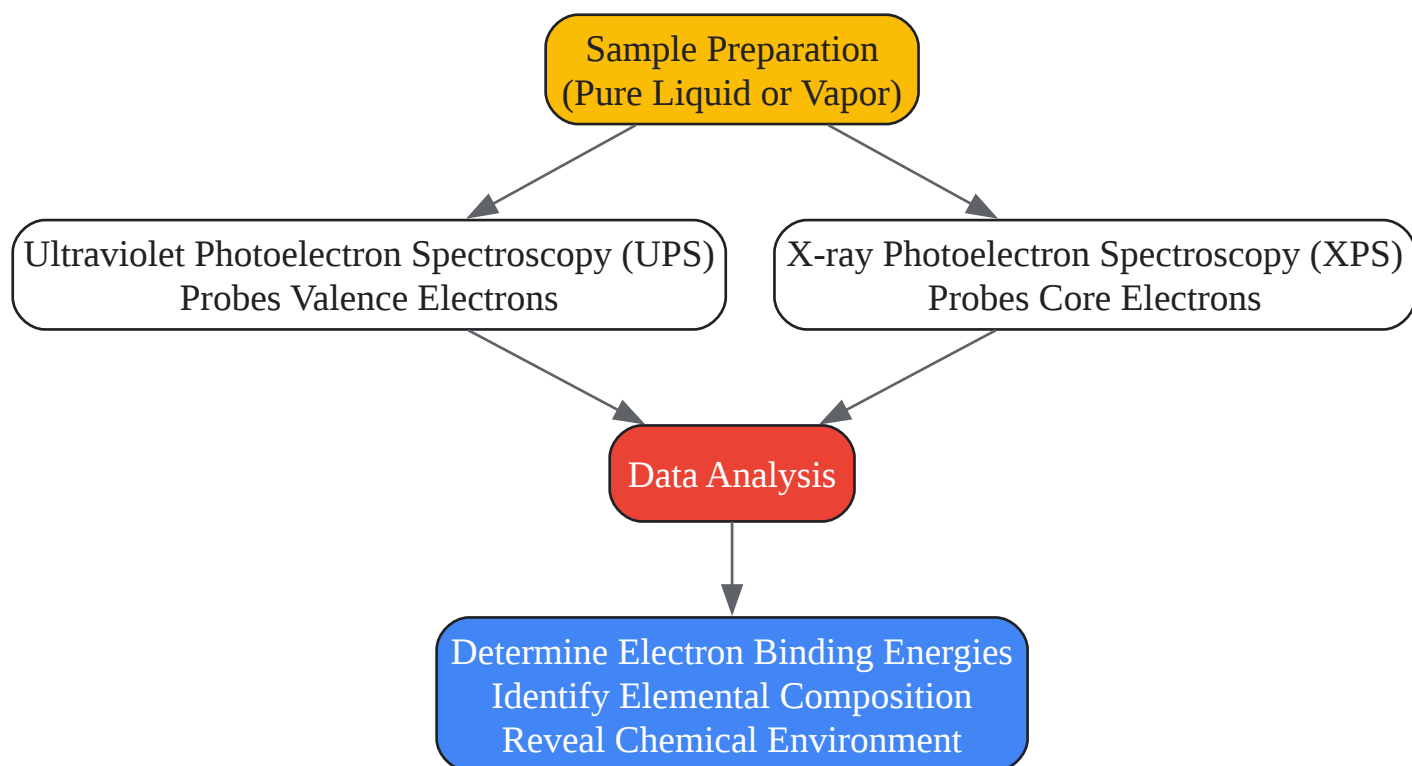 Sample Preparation
(Pure Liquid or Vapor)
Ultraviolet Photoelectron Spectroscopy (UPS)
Probes Valence Electrons
X-ray Photoelectron Spectroscopy (XPS)
Probes Core Electrons
Data Analysis
Determine Electron Binding Energies
Identify Elemental Composition
Reveal Chemical Environment